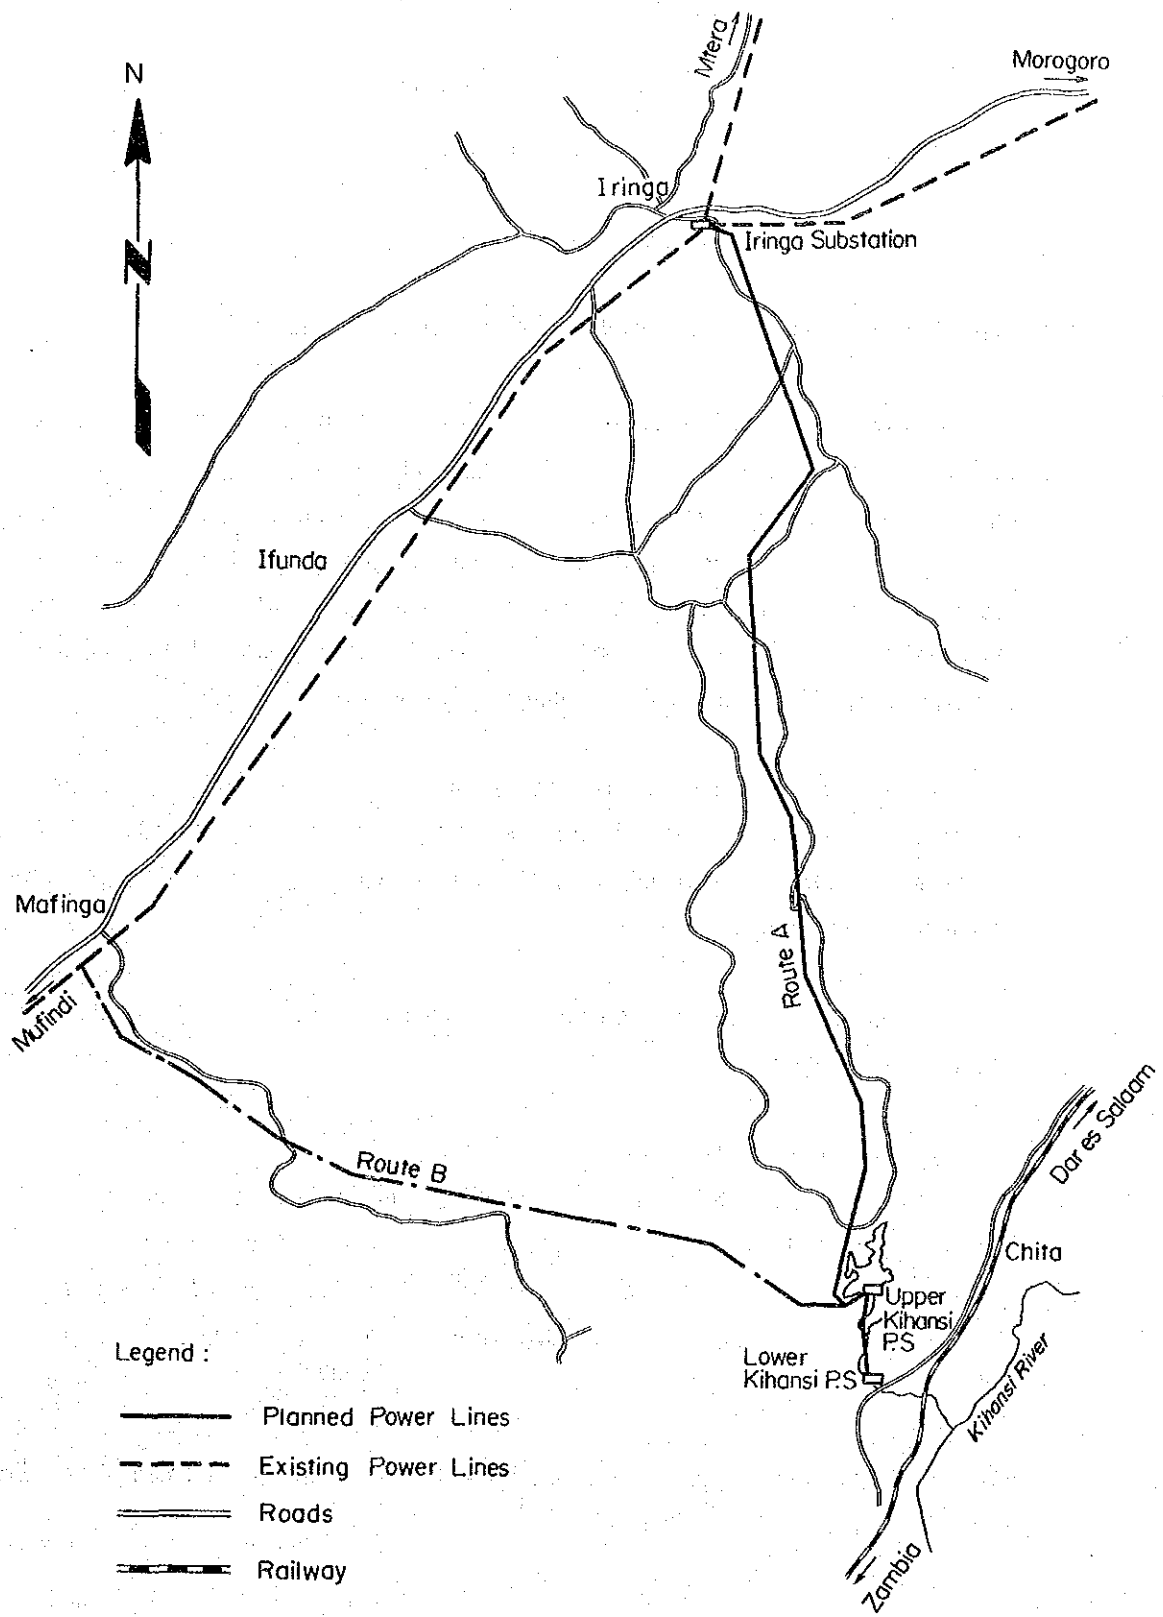 Mtera
Morogoro
N
Iringa
Iringa Substation
Ifunda
Mafinga
Route A
Mufindi
Dar es Salaam
Route B
Chita
Upper
Kihansi
P.S
Lower
Kihansi P.S
Kihansi River
Zambia
Legend :
Planned Power Lines
Existing Power Lines
Roads
Railway